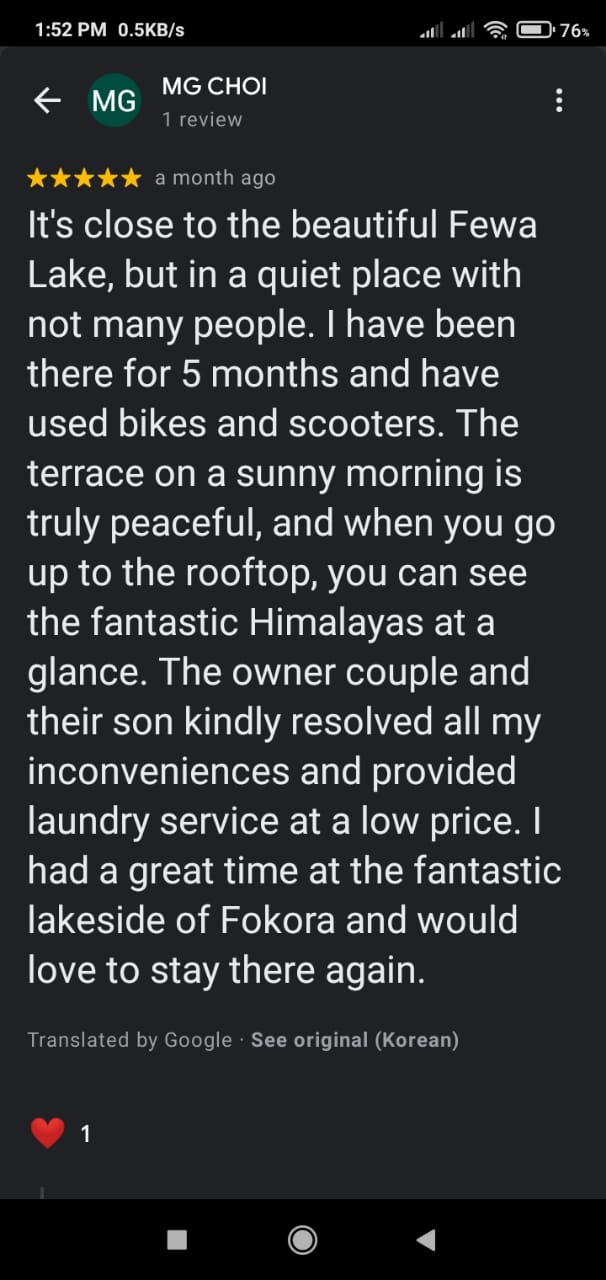 1:52 PM 0.5KB/s
76%
MG
MG CHOI
1 review
a month ago
It's close to the beautiful Fewa
Lake, but in a quiet place with
not many people. I have been
there for 5 months and have
used bikes and scooters. The
terrace on a sunny morning is
truly peaceful, and when you go
up to the rooftop, you can see
the fantastic Himalayas at a
glance. The owner couple and
their son kindly resolved all my
inconveniences and provided
laundry service at a low price. I
had a great time at the fantastic
lakeside of Fokora and would
love to stay there again.
Translated by Google · See original (Korean)
1